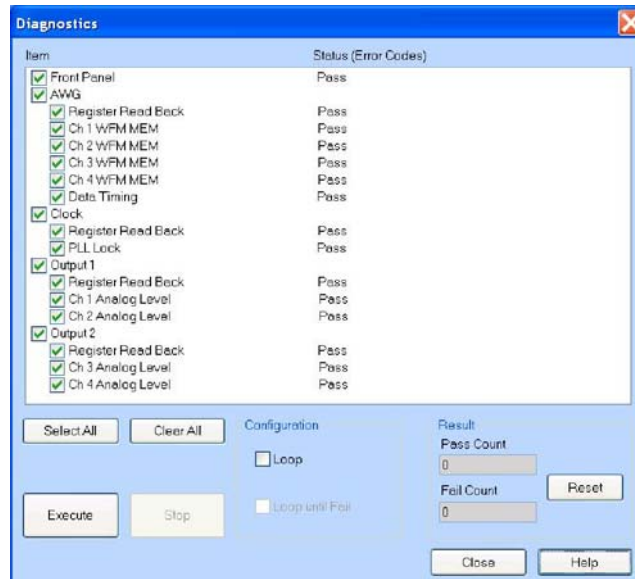 Diagnostics
Item Status (Error Codes)
Front Panel Pass
AWG
Register Read Back Pass
Ch 1 WFM MEM Pass
Ch 2 WFM MEM Pass
Ch 3 WFM MEM Pass
Ch 4 WFM MEM Pass
Data Timing Pass
Clock
Register Read Back Pass
PLL Lock Pass
Output 1
Register Read Back Pass
Ch 1 Analog Level Pass
Ch 2 Analog Level Pass
Output 2
Register Read Back Pass
Ch 3 Analog Level Pass
Ch 4 Analog Level Pass
Select All Clear All
Configuration
Loop
Loop until Fail
Result
Pass Count
0
Fail Count
0
Reset
Execute Stop
Close Help